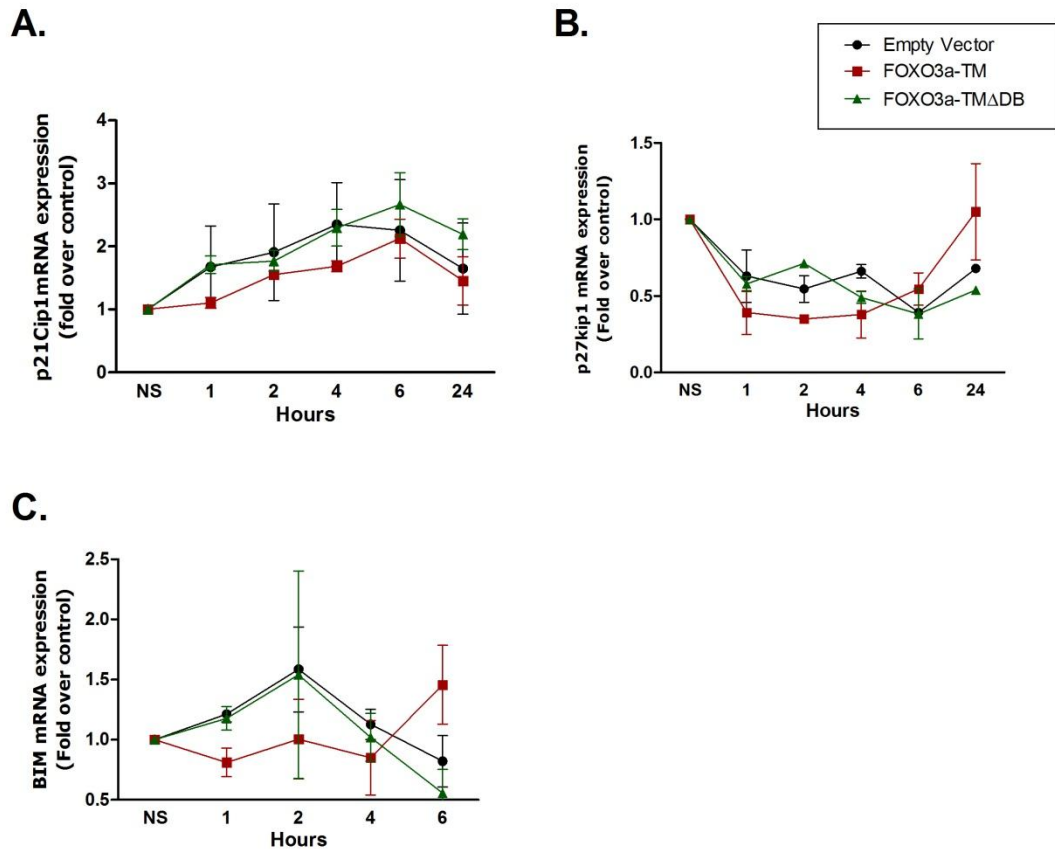 A.
p21Cip1mRNA expression
(fold over control)
4
3
2
1
0
NS 1 2 4 6 24
Hours
B.
Empty Vector
FOXO3a-TM
FOXO3a-TMΔDB
p27kip1 mRNA expression
(Fold over control)
1.5
1.0
0.5
0.0
NS 1 2 4 6 24
Hours
C.
BIM mRNA expression
(Fold over control)
2.5
2.0
1.5
1.0
0.5
NS 1 2 4 6
Hours